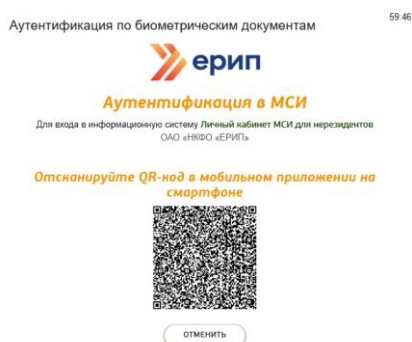 Аутентификация по биометрическим документам
59:46
ерип
Аутентификация в МСИ
Для входа в информационную систему Личный кабинет МСИ для нерезидентов
ОАО «НКФО «ЕРИП»
Отсканируйте QR-код в мобильном приложении на
смартфоне
ОТМЕНИТЬ